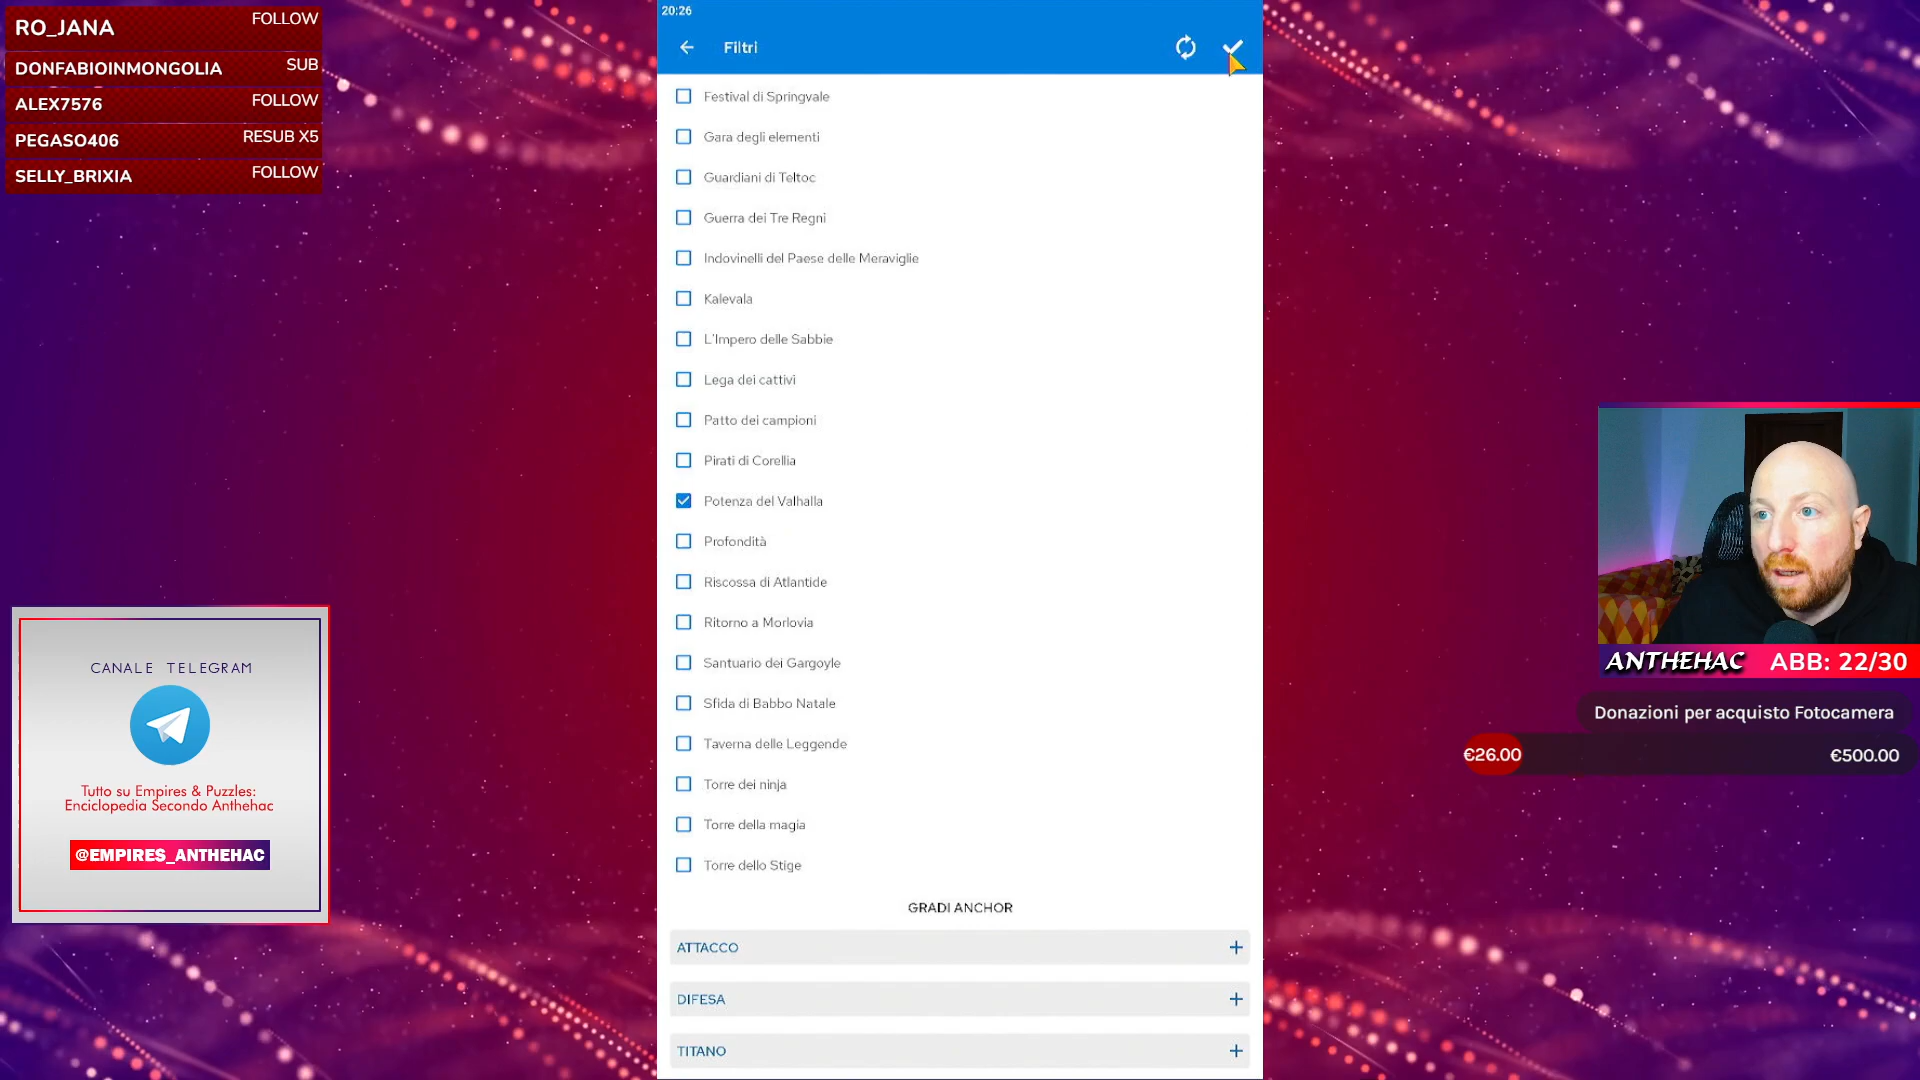 RO_JANA FOLLOW
DONFABIOINMONGOLIA SUB
ALEX7576 FOLLOW
PEGASO406 RESUB X5
SELLY_BRIXIA FOLLOW
CANALE TELEGRAM
Tutto su Empires & Puzzles:
Enciclopedia Secondo Anthehac
@EMPIRES_ANTHEHAC
20:26
Filtri
Festival di Springvale
Gara degli elementi
Guardiani di Teltoc
Guerra dei Tre Regni
Indovinelli del Paese delle Meraviglie
Kalevala
L'Impero delle Sabbie
Lega dei cattivi
Patto dei campioni
Pirati di Corellia
Potenza del Valhalla
Profondità
Riscossa di Atlantide
Ritorno a Morlovia
Santuario dei Gargoyle
Sfida di Babbo Natale
Taverna delle Leggende
Torre dei ninja
Torre della magia
Torre dello Stige
GRADI ANCHOR
ATTACCO +
DIFESA +
TITANO +
ANTHEHAC ABB: 22/30
Donazioni per acquisto Fotocamera
€26.00 €500.00